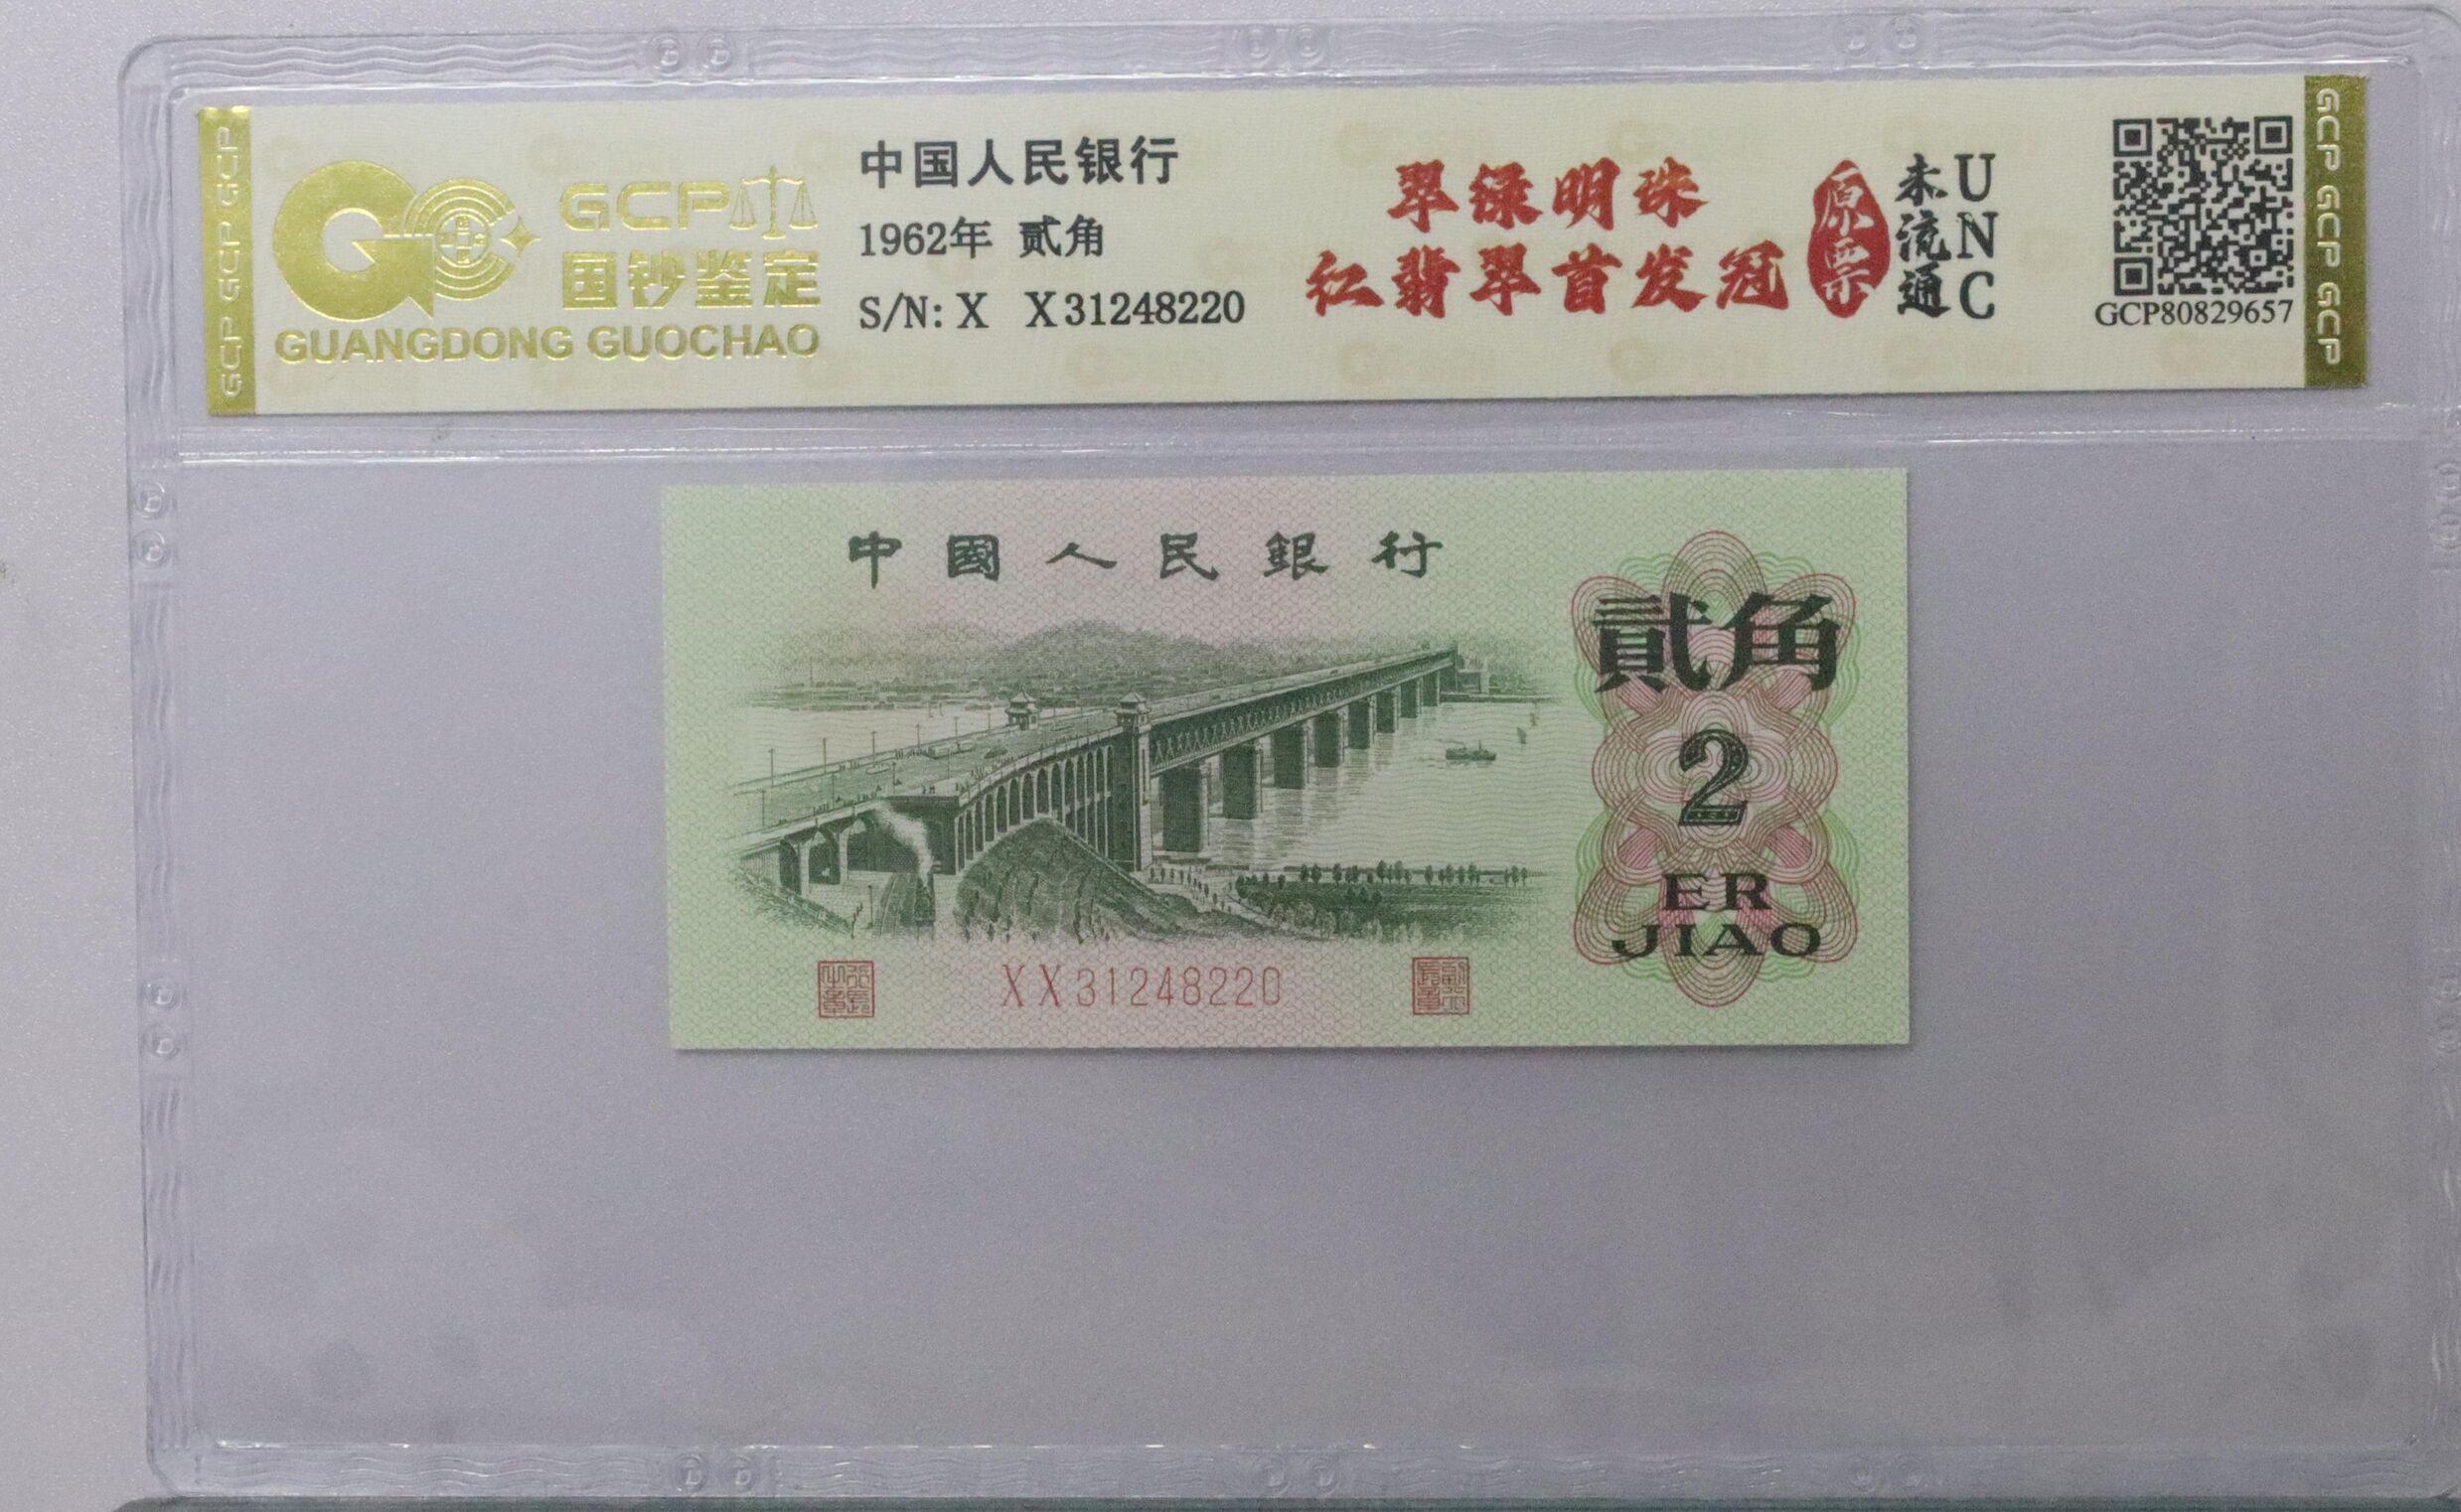 GCP GCP GCP
GCP
国钞鉴定
GUANGDONG GUOCHAO
中国人民银行
1962年 贰角
S/N: X X31248220
翠绿明珠
红翡翠首发冠
原票
未流通
UNC
GCP80829657
GCP GCP GCP
中國人民銀行
貳角
2
ER
JIAO
XX31248220